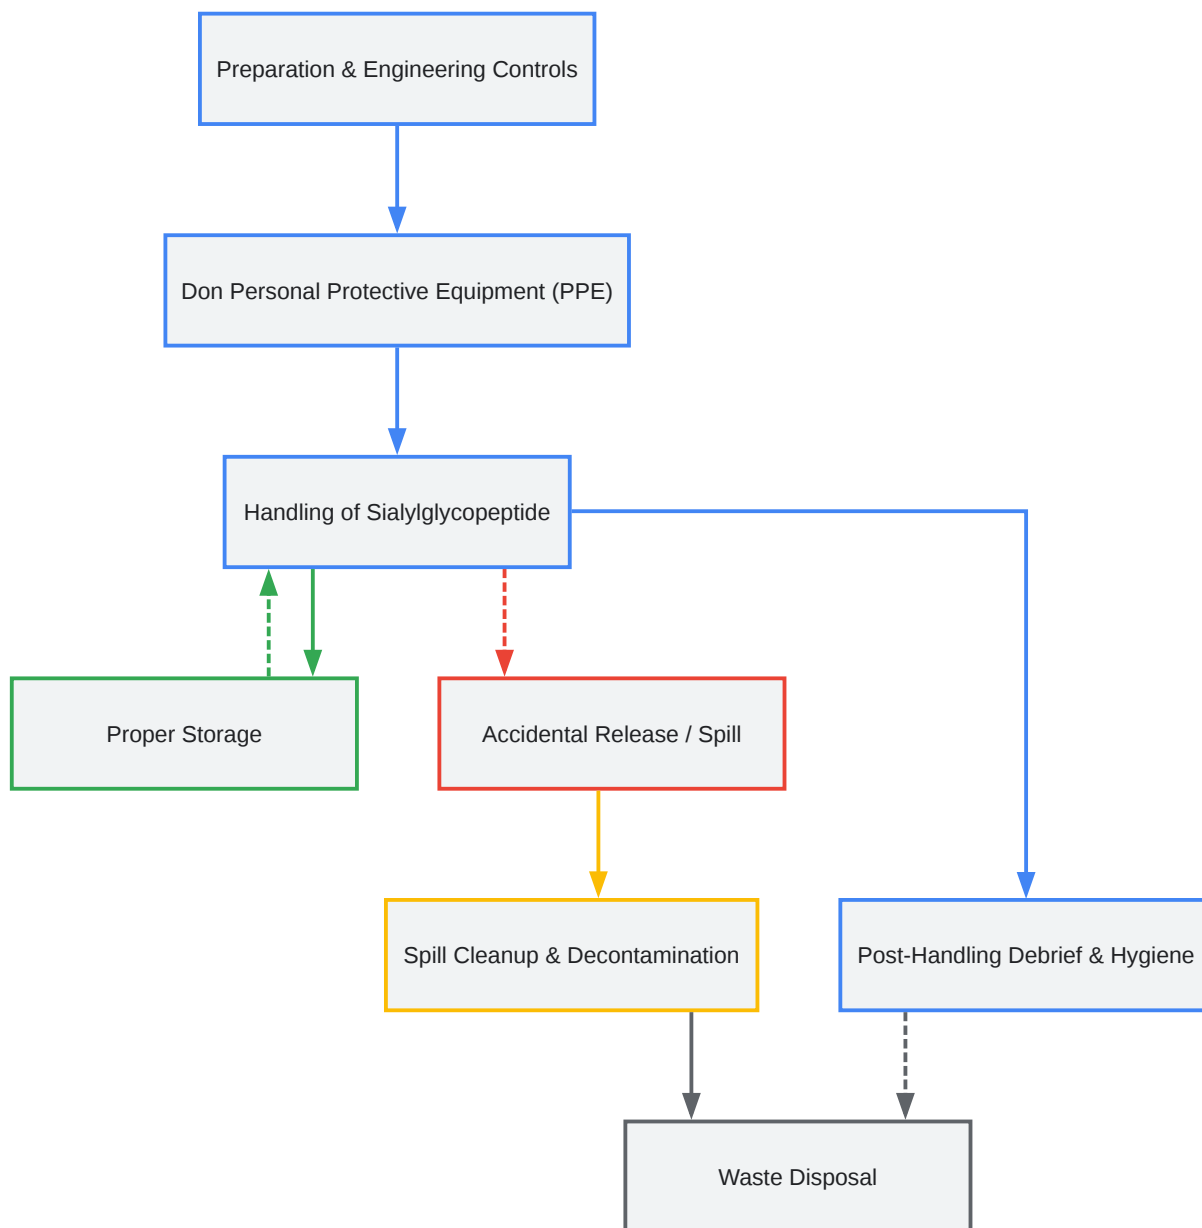 Preparation & Engineering Controls
Don Personal Protective Equipment (PPE)
Handling of Sialylglycopeptide
Proper Storage
Accidental Release / Spill
Spill Cleanup & Decontamination
Post-Handling Debrief & Hygiene
Waste Disposal